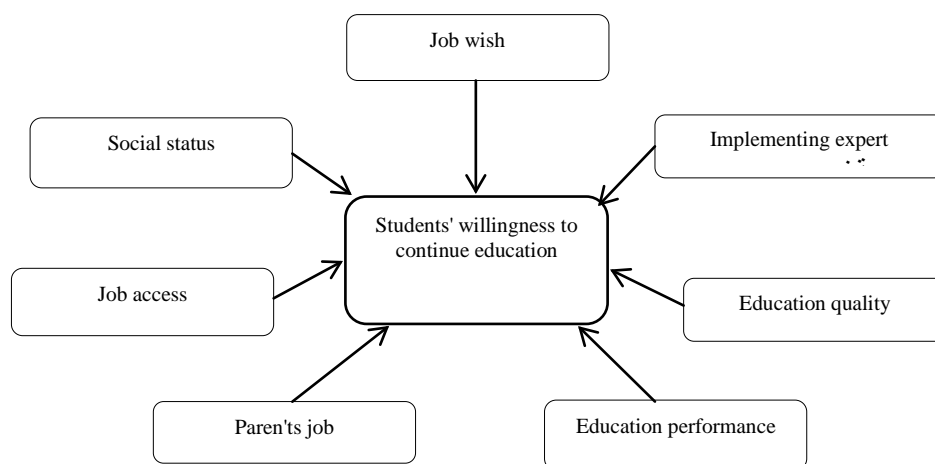 Job wish
Social status
Implementing expert
Students' willingness to
continue education
Job access
Education quality
Paren'ts job
Education performance